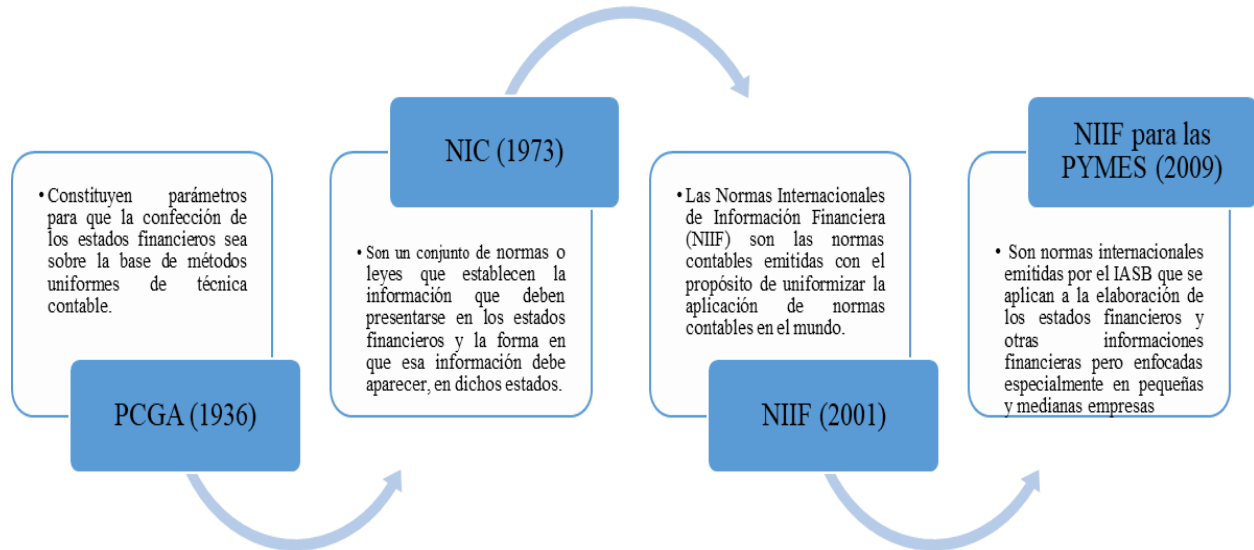 • Constituyen parámetros
para que la confección de
los estados financieros sea
sobre la base de métodos
uniformes de técnica
contable.
PCGA (1936)
NIC (1973)
• Son un conjunto de normas o
leyes que establecen la
información que deben
presentarse en los estados
financieros y la forma en
que esa información debe
aparecer, en dichos estados.
• Las Normas Internacionales
de Información Financiera
(NIIF) son las normas
contables emitidas con el
propósito de uniformizar la
aplicación de normas
contables en el mundo.
NIIF (2001)
NIIF para las
PYMES (2009)
• Son normas internacionales
emitidas por el IASB que se
aplican a la elaboración de
los estados financieros y
otras informaciones
financieras pero enfocadas
especialmente en pequeñas
y medianas empresas